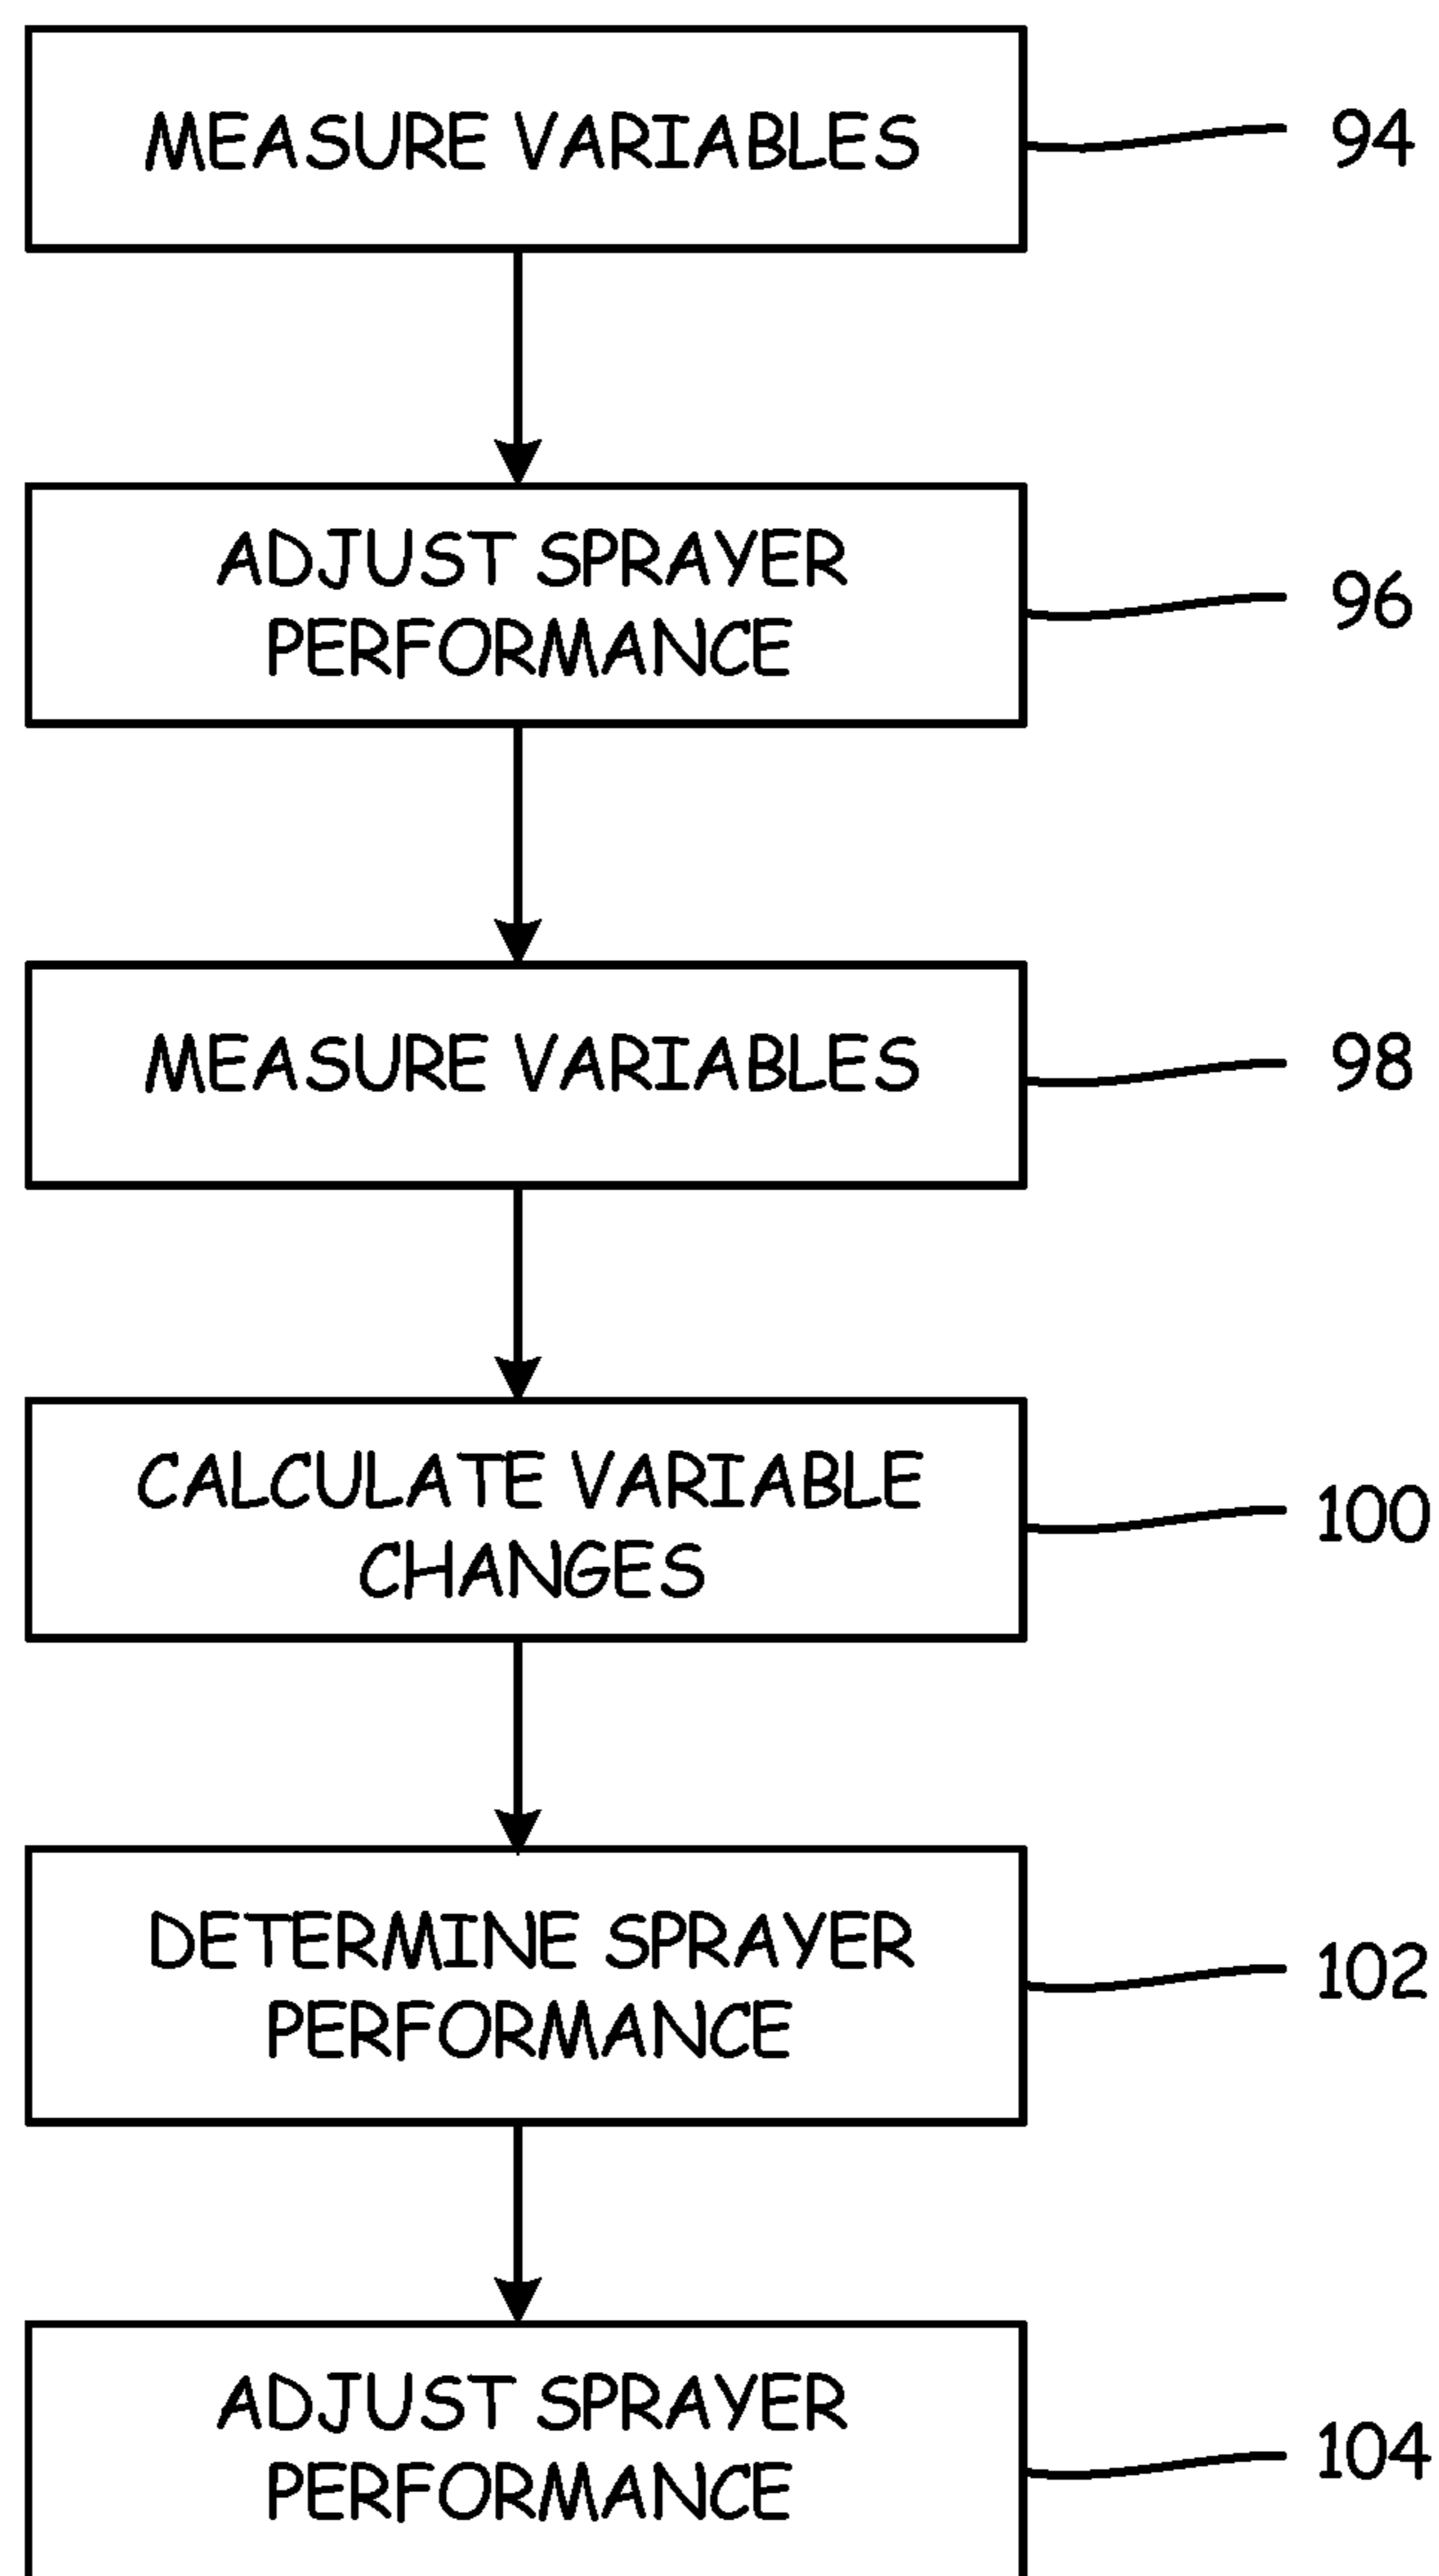 MEASURE VARIABLES
94
ADJUST SPRAYER
PERFORMANCE
96
MEASURE VARIABLES
98
CALCULATE VARIABLE
CHANGES
100
DETERMINE SPRAYER
PERFORMANCE
102
ADJUST SPRAYER
PERFORMANCE
104